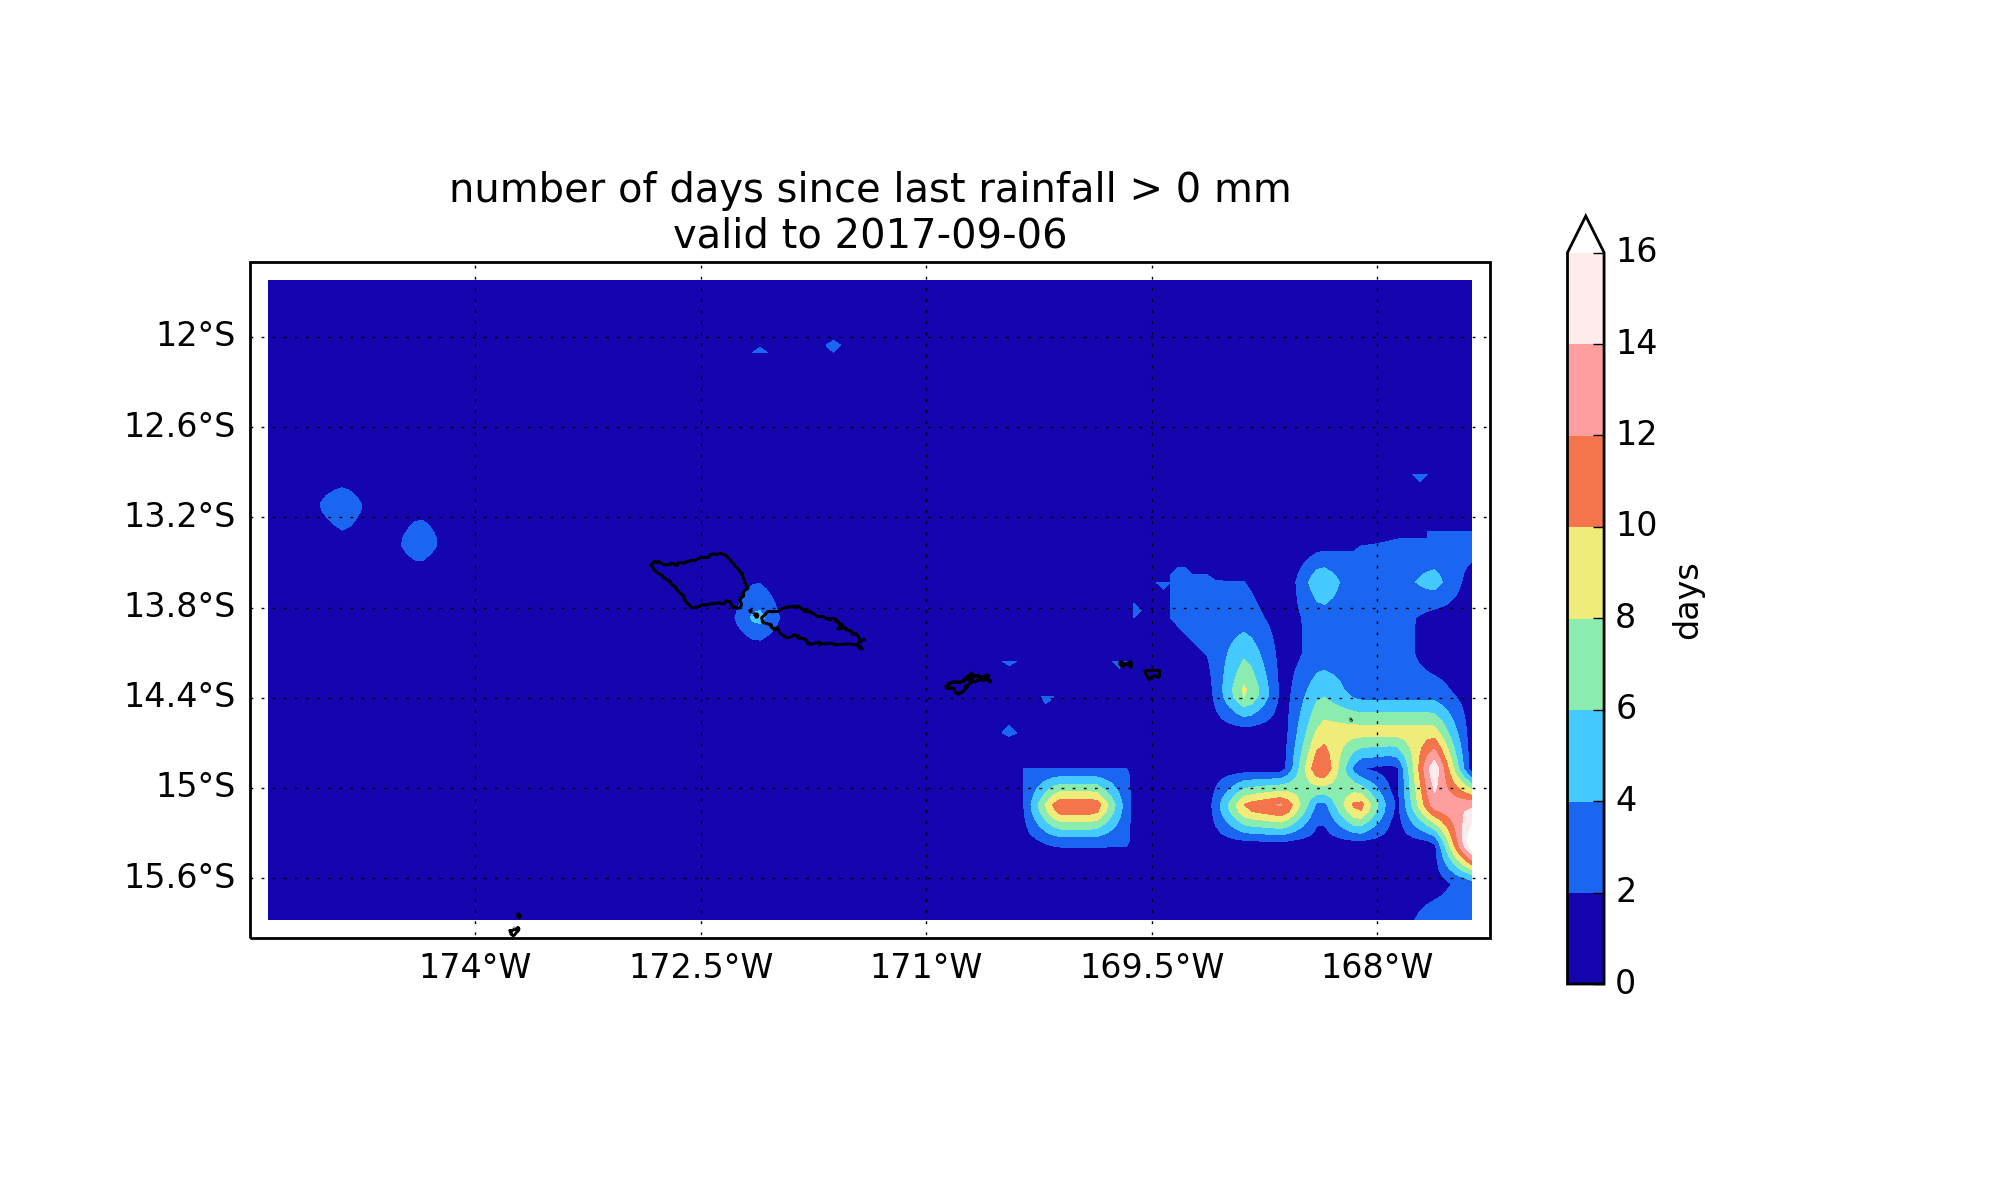 number of days since last rainfall > 0 mm
valid to 2017-09-06
12°S
12.6°S
13.2°S
13.8°S
14.4°S
15°S
15.6°S
174°W
172.5°W
171°W
169.5°W
168°W
16
14
12
10
8
6
4
2
0
days